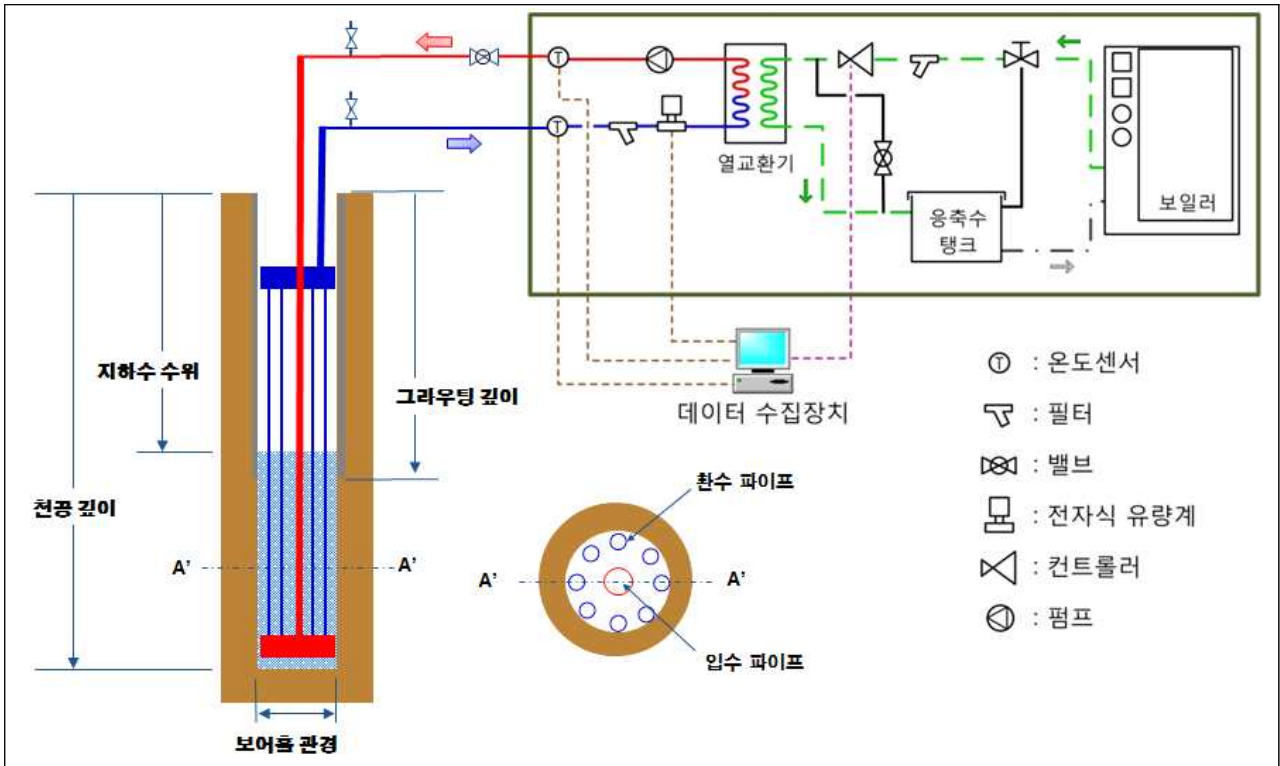 T
열교환기
T
보일러
응축수
탱크
지하수 수위
그라우팅 깊이
데이터 수집장치
T : 온도센서
: 필터
: 밸브
: 전자식 유량계
: 컨트롤러
: 펌프
천공 깊이
환수 파이프
A' A'
A' A'
입수 파이프
보어홀 관경